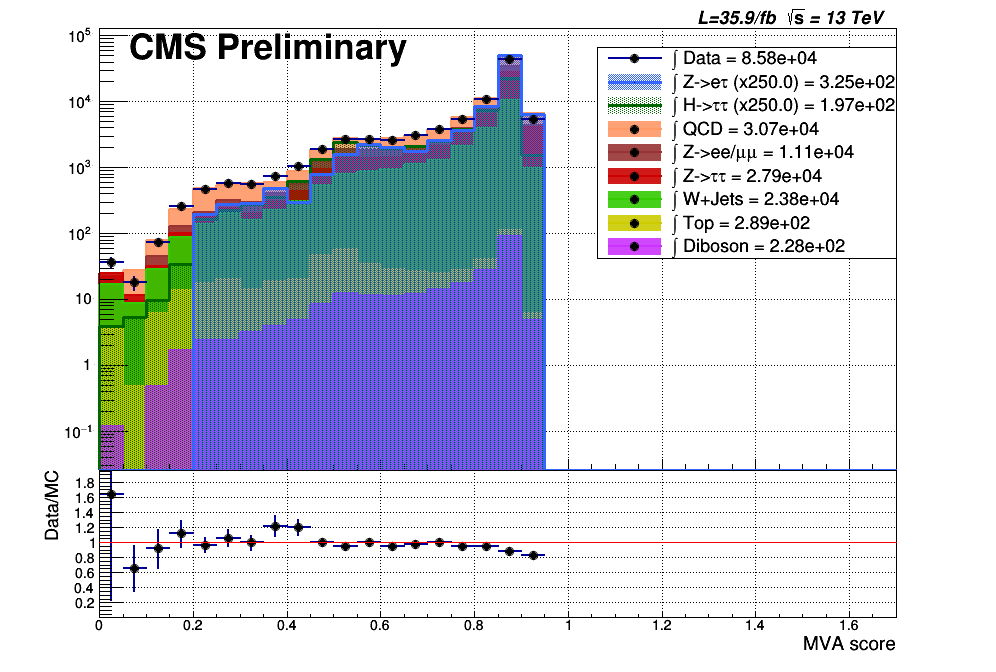 L=35.9/fb √s = 13 TeV
CMS Preliminary
10⁵
10⁴
10³
10²
10
1
10⁻¹
∫ Data = 8.58e+04
∫ Z->eτ (x250.0) = 3.25e+02
∫ H->ττ (x250.0) = 1.97e+02
∫ QCD = 3.07e+04
∫ Z->ee/μμ = 1.11e+04
∫ Z->ττ = 2.79e+04
∫ W+Jets = 2.38e+04
∫ Top = 2.89e+02
∫ Diboson = 2.28e+02
Data/MC
1.8
1.6
1.4
1.2
1
0.8
0.6
0.4
0.2
0 0.2 0.4 0.6 0.8 1 1.2 1.4 1.6
MVA score